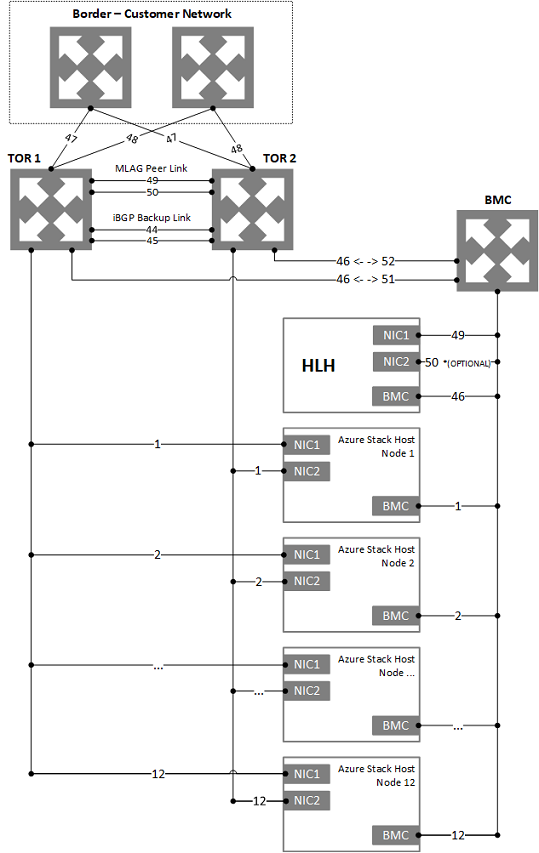 Border – Customer Network
47
48
47
48
TOR 1
MLAG Peer Link
TOR 2
49
50
iBGP Backup Link
44
45
BMC
46 <- -> 52
46 <- -> 51
HLH
NIC1
49
NIC2
50 *(OPTIONAL)
BMC
46
1
NIC1
Azure Stack Host
Node 1
1
NIC2
BMC
1
2
NIC1
Azure Stack Host
Node 2
2
NIC2
BMC
2
...
NIC1
Azure Stack Host
Node ...
...
NIC2
BMC
...
12
NIC1
Azure Stack Host
Node 12
12
NIC2
BMC
12